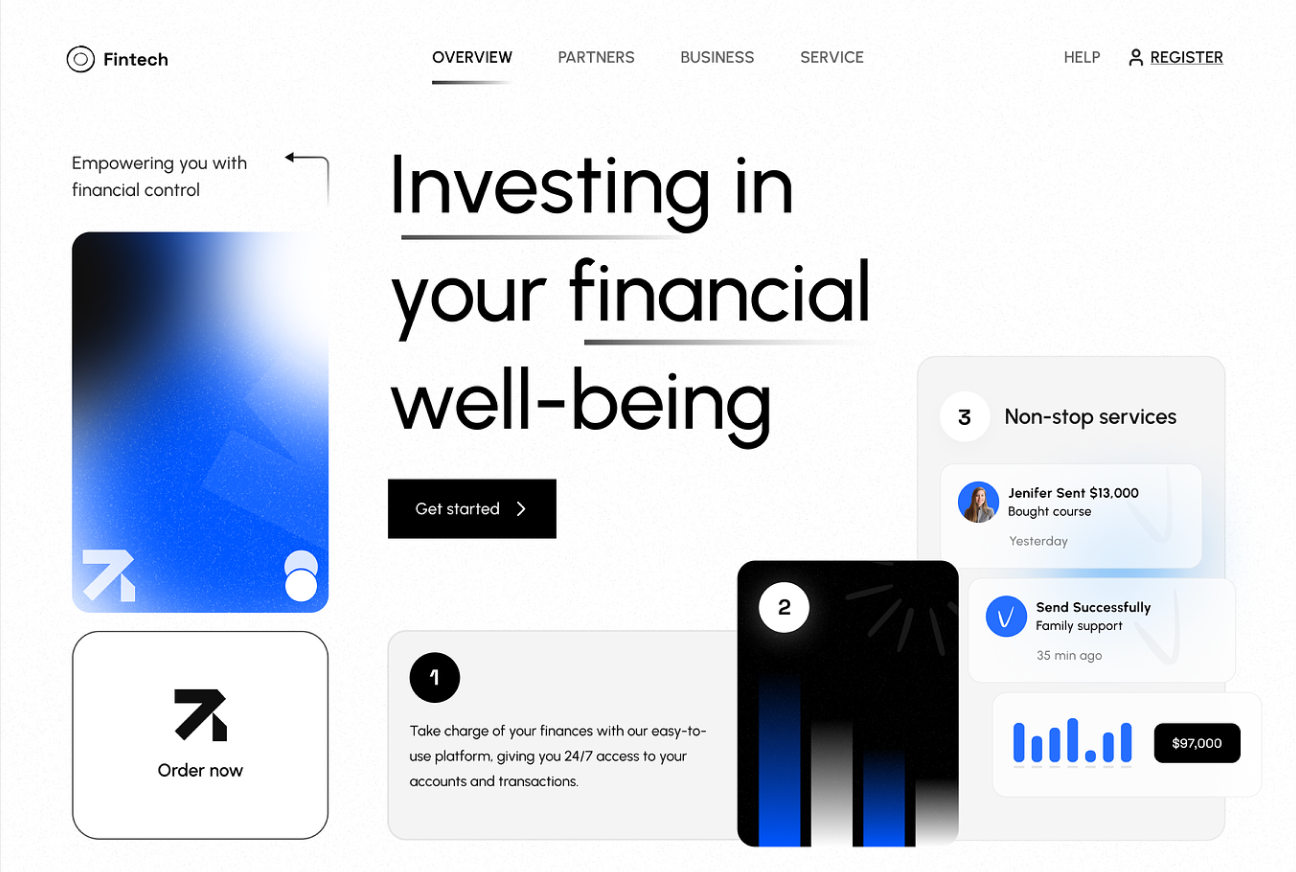 Fintech
OVERVIEW
PARTNERS
BUSINESS
SERVICE
HELP
REGISTER
Empowering you with
financial control
Investing in
your financial
well-being
Get started
Order now
1
Take charge of your finances with our easy-to-
use platform, giving you 24/7 access to your
accounts and transactions.
2
3
Non-stop services
Jenifer Sent $13,000
Bought course
Yesterday
Send Successfully
Family support
35 min ago
$97,000